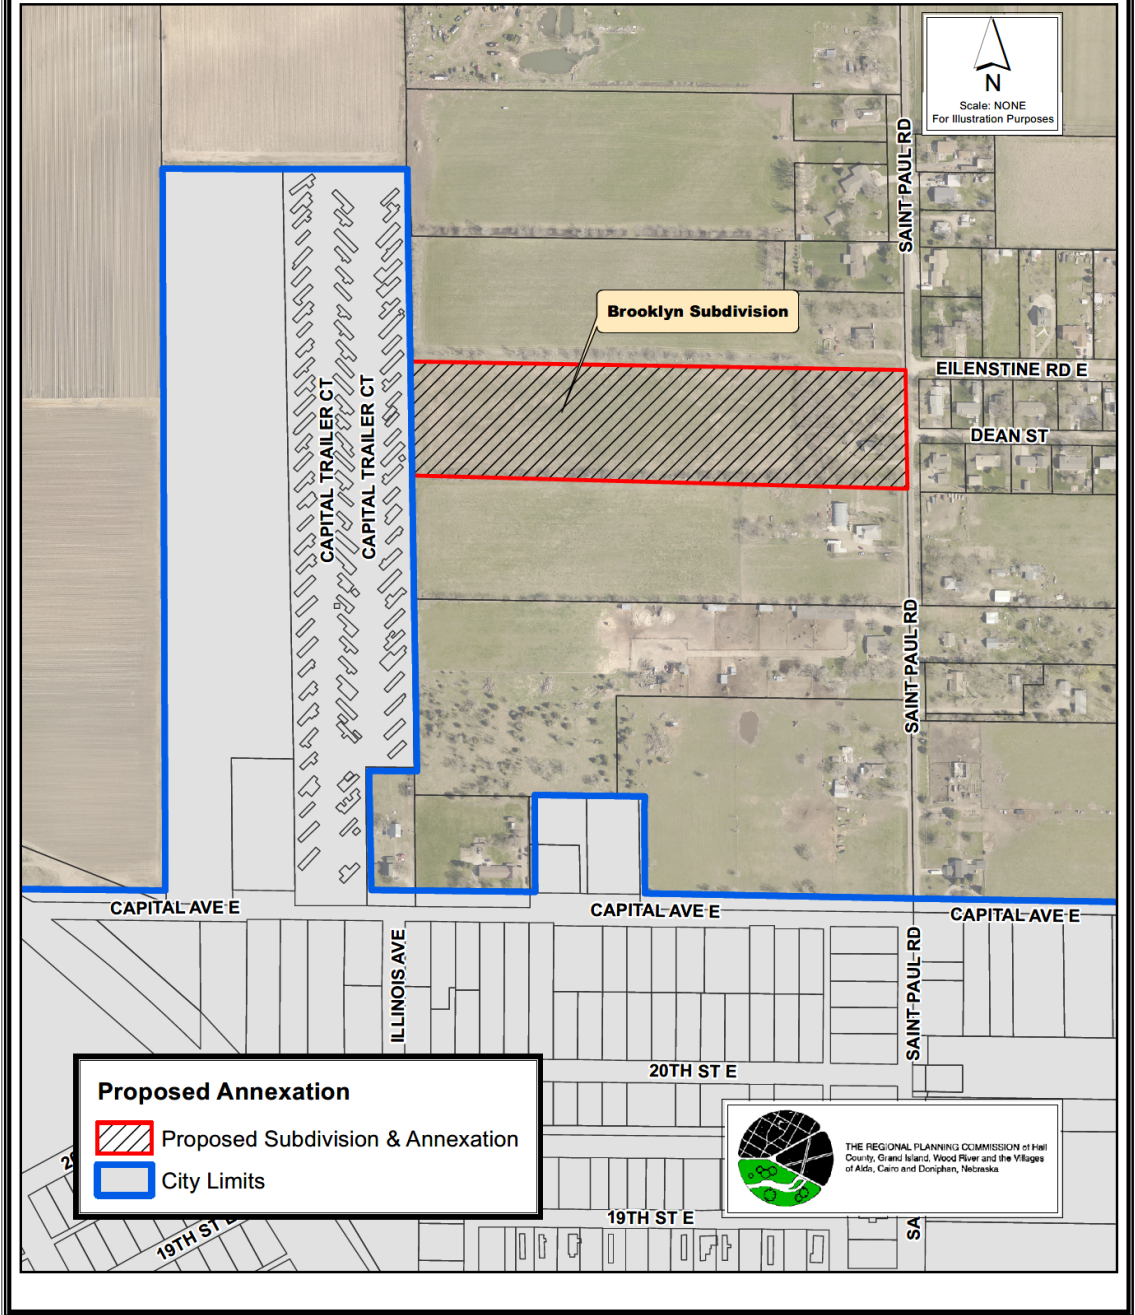 N
Scale: NONE
For Illustration Purposes
SAINT PAUL RD
Brooklyn Subdivision
EILENSTINE RD E
DEAN ST
CAPITAL TRAILER CT
CAPITAL TRAILER CT
SAINT PAUL RD
CAPITAL AVE E
CAPITAL AVE E
CAPITAL AVE E
ILLINOIS AVE
SAINT PAUL RD
20TH ST E
Proposed Annexation
Proposed Subdivision & Annexation
City Limits
THE REGIONAL PLANNING COMMISSION of Hall
County, Grand Island, Wood River and the Villages
of Alda, Cairo and Doniphan, Nebraska
19TH ST E
19TH ST E
SA